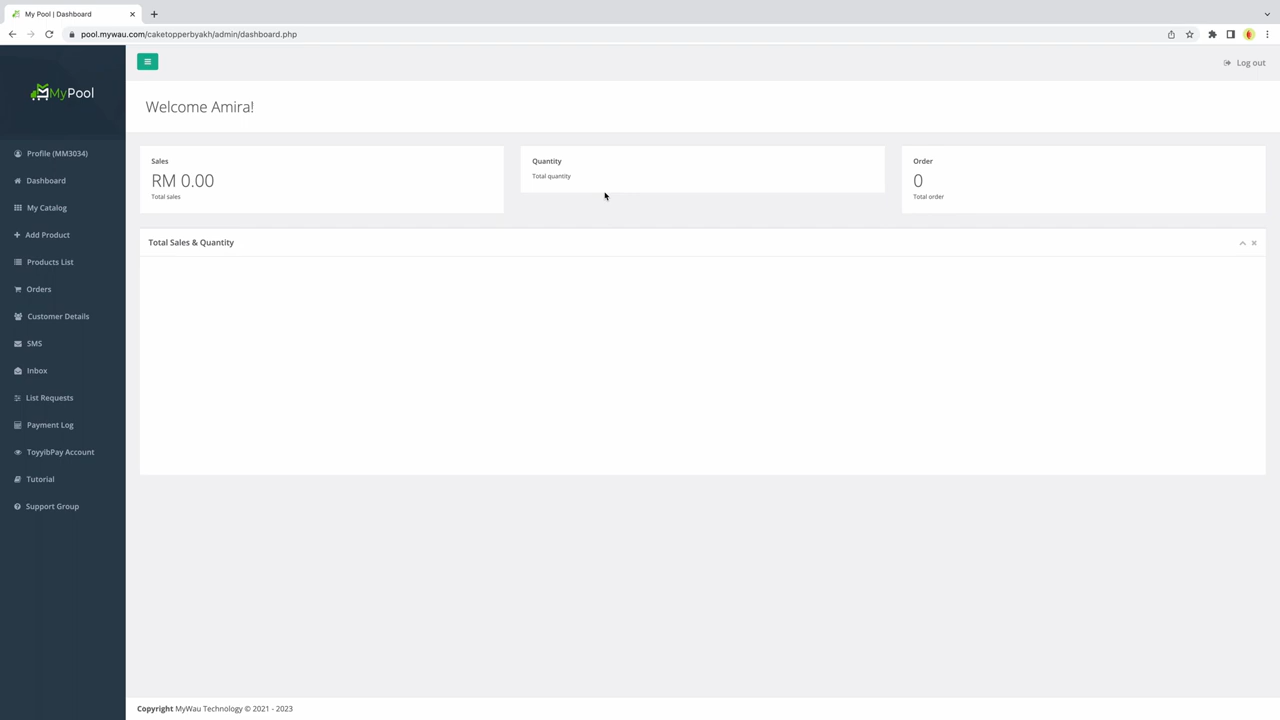 My Pool | Dashboard
pool.mywau.com/caketopperbyakh/admin/dashboard.php
MyPool
Log out
Welcome Amira!
Profile (MM3034)
Dashboard
My Catalog
Add Product
Products List
Orders
Customer Details
SMS
Inbox
List Requests
Payment Log
ToyyibPay Account
Tutorial
Support Group
Sales
RM 0.00
Total sales
Quantity
Total quantity
Order
0
Total order
Total Sales & Quantity
Copyright MyWau Technology © 2021 - 2023